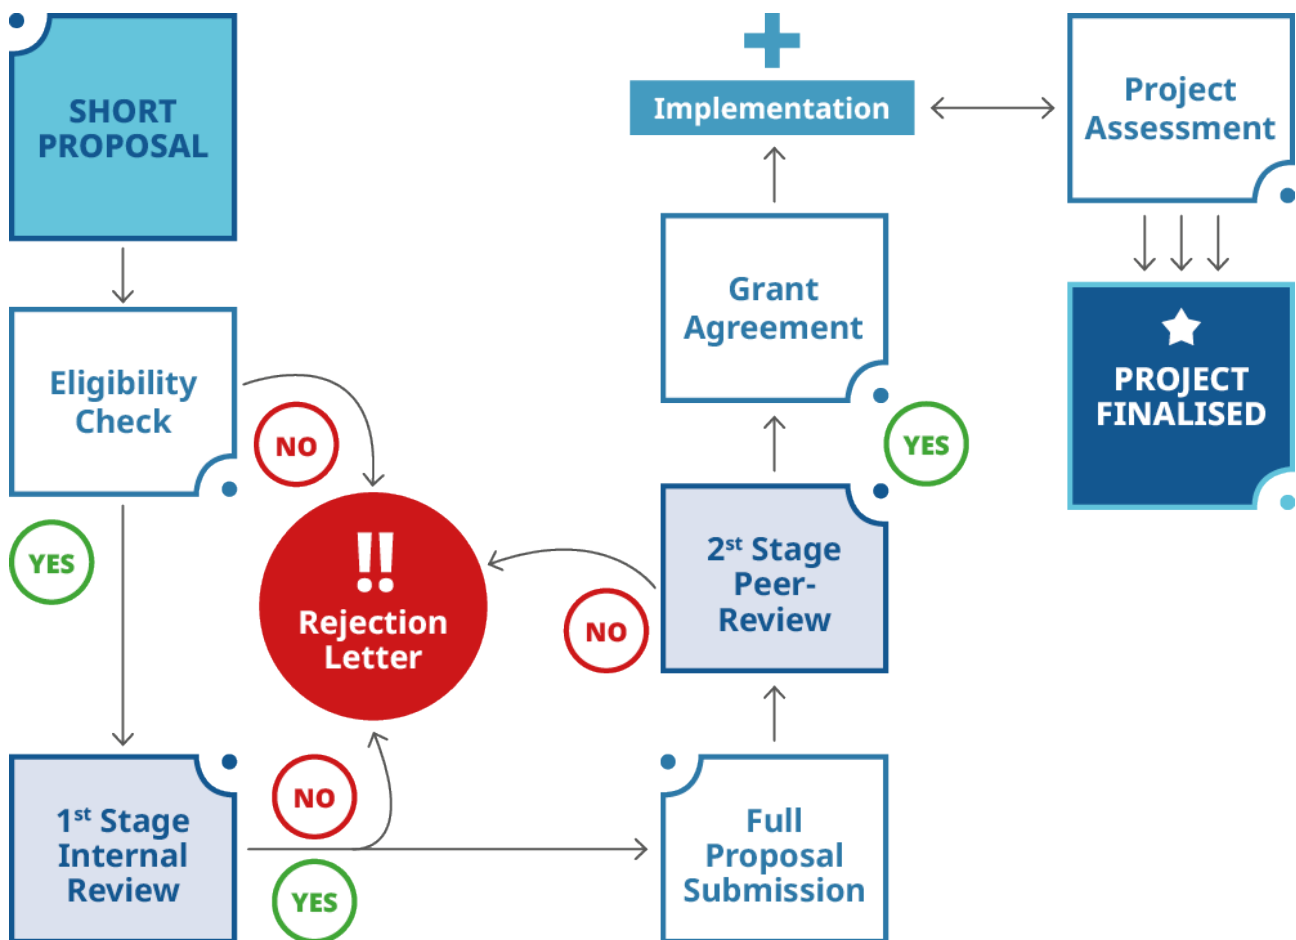 SHORT
PROPOSAL
Eligibility
Check
NO
YES
!!
Rejection
Letter
1st Stage
Internal
Review
NO
YES
Full
Proposal
Submission
2st Stage
Peer-
Review
NO
YES
Grant
Agreement
Implementation
Project
Assessment
PROJECT
FINALISED